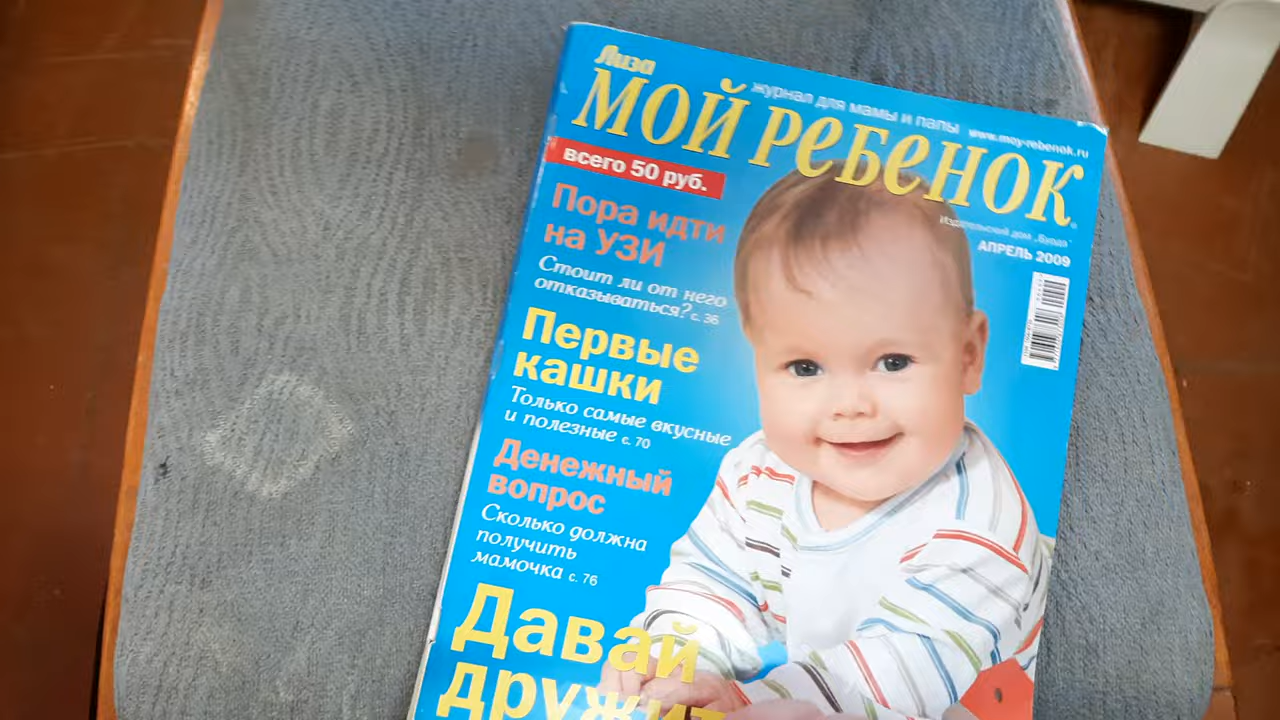 Лиза
журнал для мамы и папы
www.moy-rebenok.ru
МОЙ РЕБЕНОК
всего 50 руб.
Издательский дом „Бурда"
АПРЕЛЬ 2009
Пора идти
на УЗИ
Стоит ли от него
отказываться? с. 36
Первые
кашки
Только самые вкусные
и полезные с. 70
Денежный
вопрос
Сколько должна
получить
мамочка с. 76
Давай
дружит